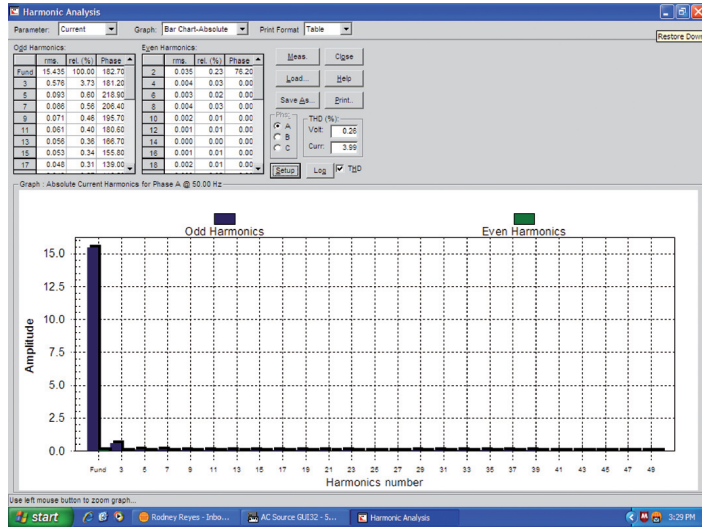 Harmonic Analysis
Parameter: Current Graph: Bar Chart-Absolute Print Format Table
Restore Down
Odd Harmonics: Even Harmonics:
rms. rel. (%) Phase rms. rel. (%) Phase
Fund 15.435 100.00 182.70 2 0.035 0.23 76.20
3 0.576 3.73 181.20 4 0.004 0.03 0.00
5 0.093 0.60 218.90 6 0.003 0.02 0.00
7 0.086 0.56 206.40 8 0.004 0.03 0.00
9 0.071 0.46 195.70 10 0.002 0.01 0.00
11 0.061 0.40 180.60 12 0.001 0.01 0.00
13 0.056 0.36 166.70 14 0.000 0.00 0.00
15 0.053 0.34 155.80 16 0.001 0.01 0.00
17 0.048 0.31 139.00 18 0.002 0.01 0.00
Meas. Close
Load... Help
Save As... Print..
A
B
C
THD (%):
Volt: 0.26
Curr: 3.99
Setup Log THD
Graph : Absolute Current Harmonics for Phase A @ 50.00 Hz
Odd Harmonics Even Harmonics
Amplitude
15.0
12.5
10.0
7.5
5.0
2.5
0.0
Fund 3 5 7 9 11 13 15 17 19 21 23 25 27 29 31 33 35 37 39 41 43 45 47 49
Harmonics number
Use left mouse button to zoom graph...
start Rodney Reyes - Inbo... AC Source GUI32 - S... Harmonic Analysis 3:29 PM